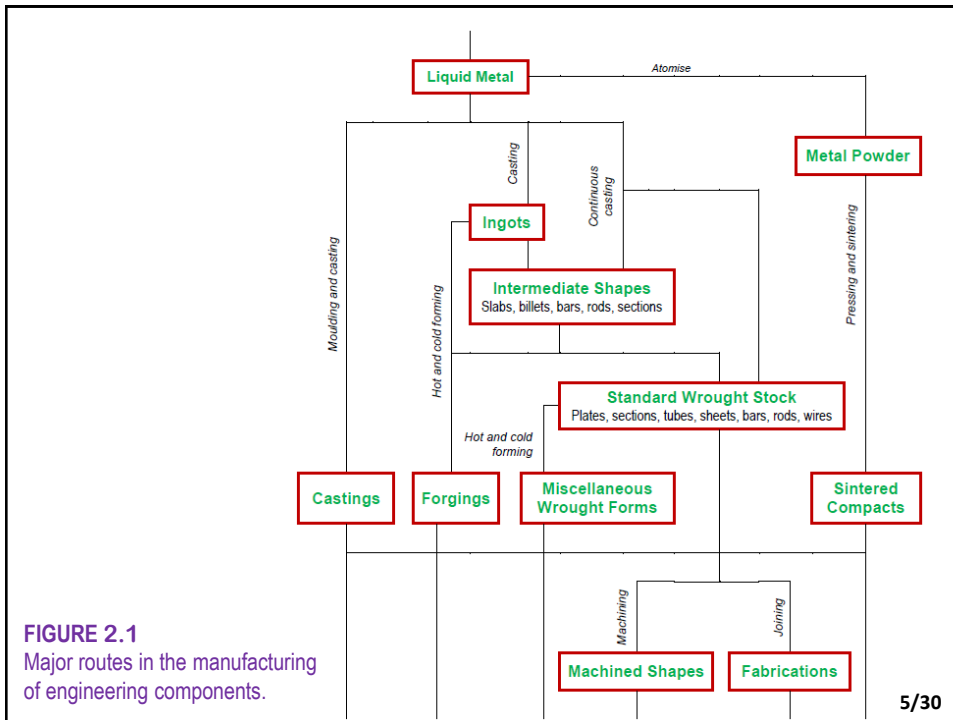 Liquid Metal
Atomise
Metal Powder
Casting
Continuous
casting
Ingots
Moulding and casting
Hot and cold forming
Pressing and sintering
Intermediate Shapes
Slabs, billets, bars, rods, sections
Standard Wrought Stock
Plates, sections, tubes, sheets, bars, rods, wires
Hot and cold
forming
Castings
Forgings
Miscellaneous
Wrought Forms
Sintered
Compacts
Machining
Joining
Machined Shapes
Fabrications
FIGURE 2.1
Major routes in the manufacturing
of engineering components.
5/30